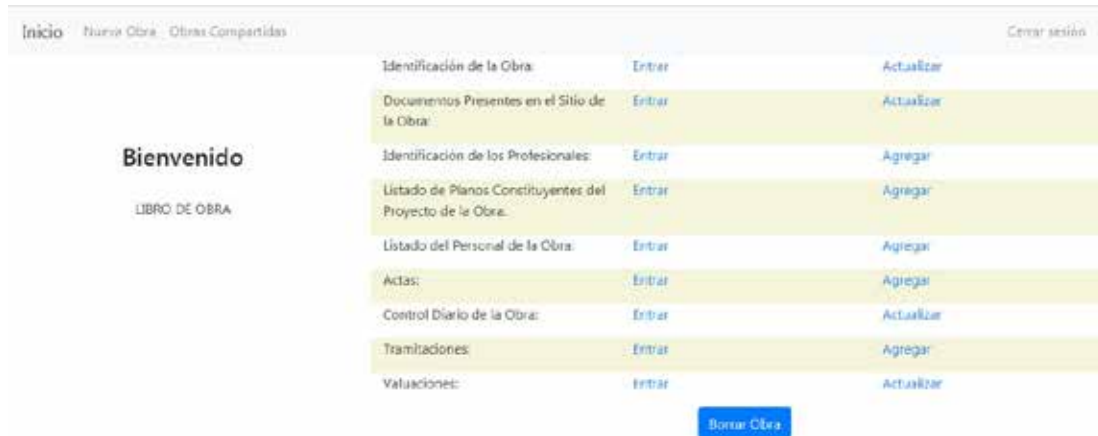 Inicio Nueva Obra Obras Compartidas Cerrar sesión
Identificación de la Obra: Entrar Actualizar
Documentos Presentes en el Sitio de Entrar Actualizar
la Obra:
Bienvenido
Identificación de los Profesionales: Entrar Agregar
Listado de Planos Constituyentes del Entrar Agregar
Proyecto de la Obra.
LIBRO DE OBRA
Listado del Personal de la Obra: Entrar Agregar
Actas: Entrar Agregar
Control Diario de la Obra: Entrar Actualizar
Tramitaciones: Entrar Agregar
Valuaciones: Entrar Actualizar
Borrar Obra